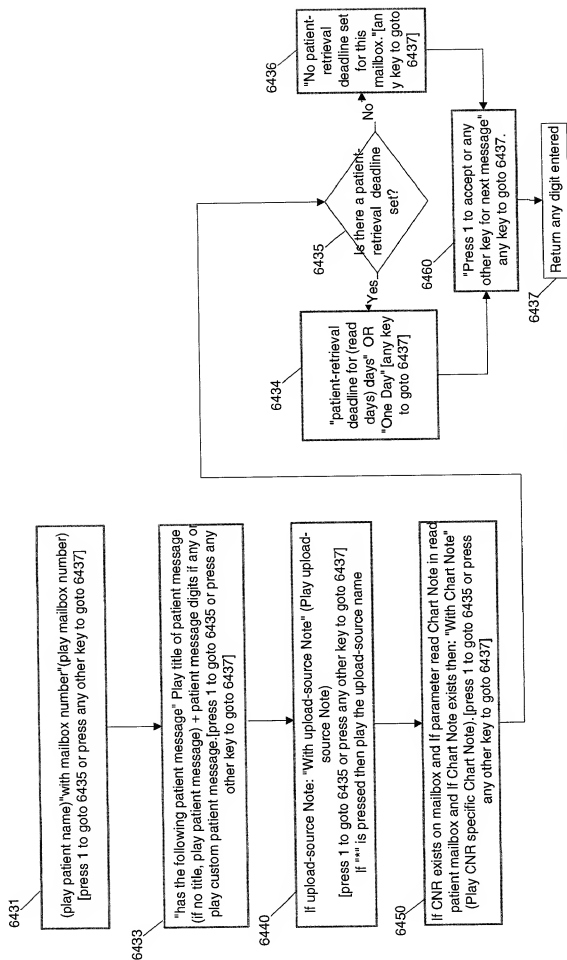 6431
(play patient name)"with mailbox number"(play mailbox number)
[press 1 to goto 6435 or press any other key to goto 6437]
6433
"has the following patient message" Play title of patient message
(if no title, play patient message) + patient message digits if any or
play custom patient message.[press 1 to goto 6435 or press any
other key to goto 6437]
6440
If upload-source Note: "With upload-source Note" (Play upload-
source Note)
[press 1 to goto 6435 or press any other key to goto 6437]
If "*" is pressed then play the upload-source name
6450
If CNR exists on mailbox and If parameter read Chart Note in read
patient mailbox and If Chart Note exists then: "With Chart Note"
(Play CNR specific Chart Note).[press 1 to goto 6435 or press
any other key to goto 6437]
6435
Is there a patient-
retrieval deadline
set?
Yes
No
6434
"patient-retrieval
deadline for (read
days) days" OR
"One Day" [any key
to goto 6437]
6436
"No patient-
retrieval
deadline set
for this
mailbox."[an
y key to goto
6437]
6460
"Press 1 to accept or any
other key for next message"
any key to goto 6437.
6437
Return any digit entered